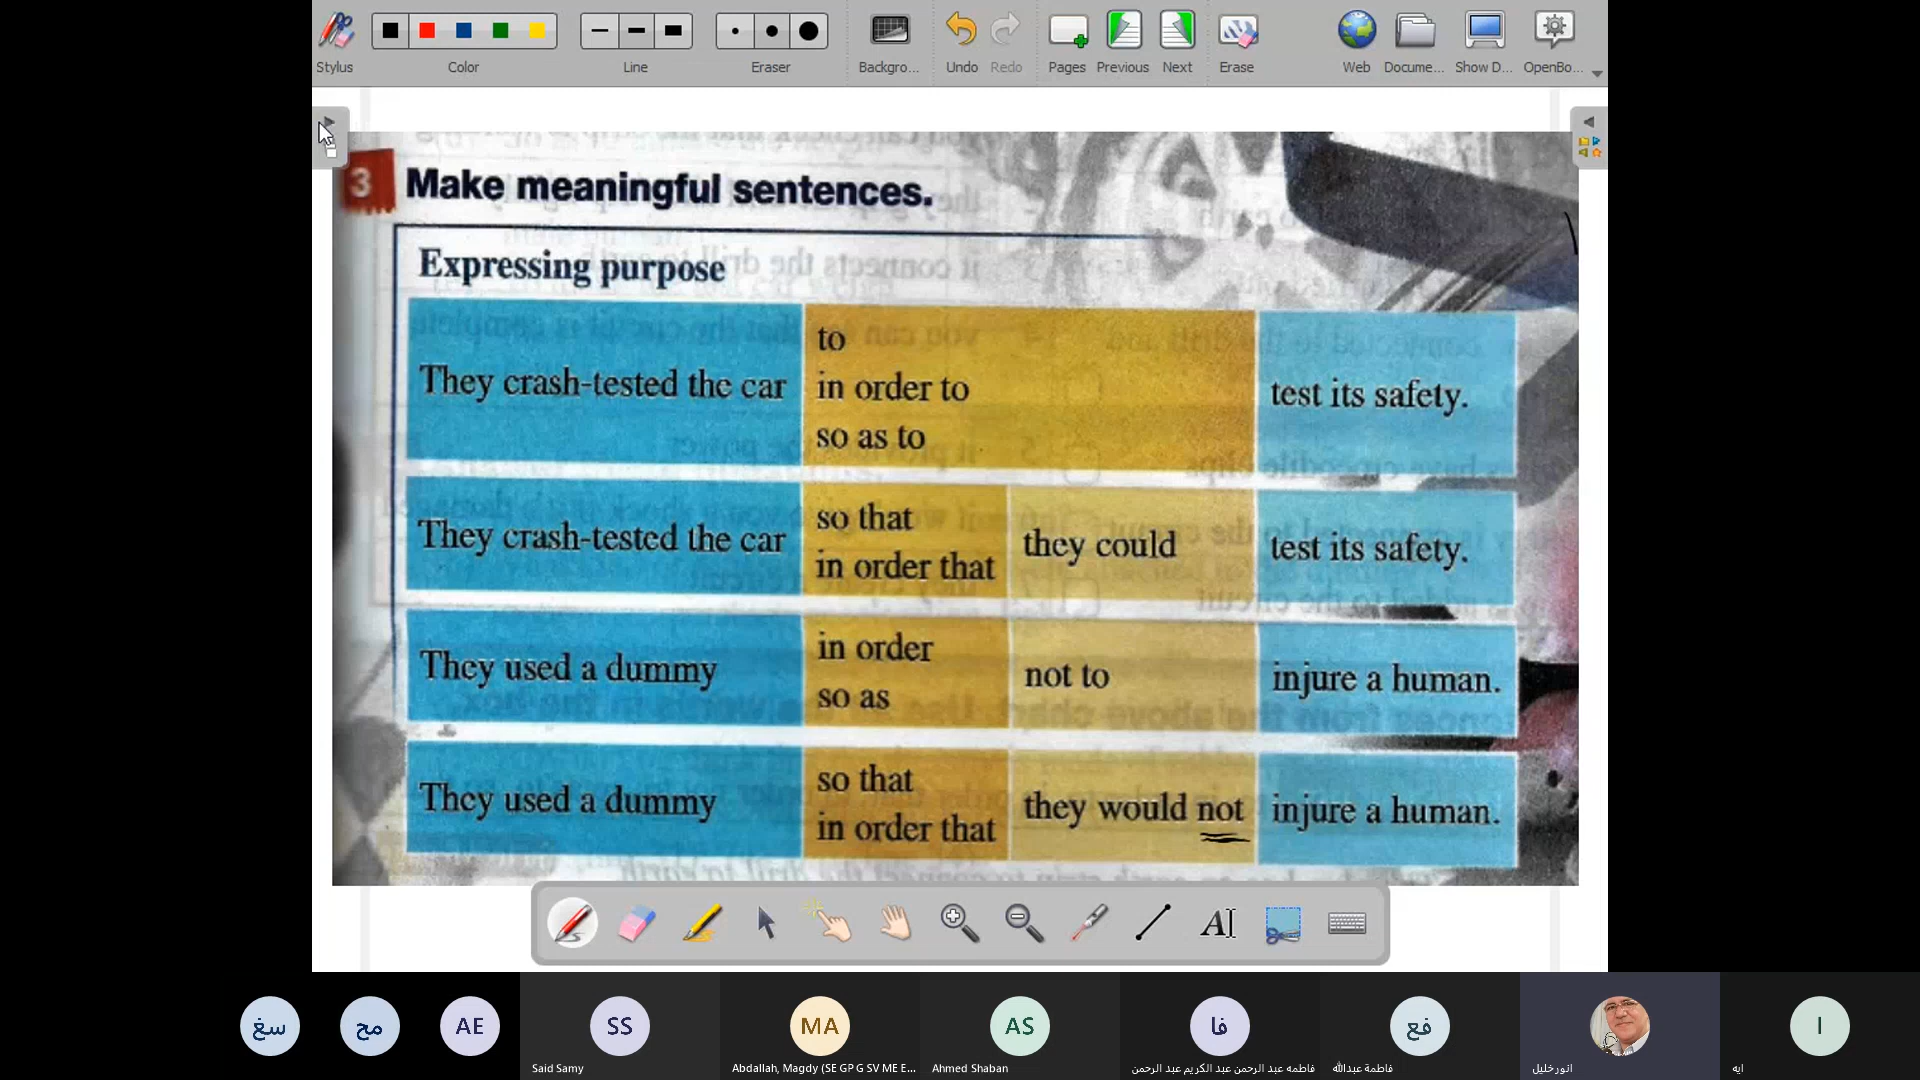 Stylus
Color
Line
Eraser
Backgro...
Undo
Redo
Pages
Previous
Next
Erase
Web
Docume...
Show D...
OpenBo...
3 Make meaningful sentences.
Expressing purpose
They crash-tested the car
to
in order to
so as to
test its safety.
They crash-tested the car
so that
in order that
they could
test its safety.
They used a dummy
in order
so as
not to
injure a human.
They used a dummy
so that
in order that
they would not
injure a human.
AI
سغ
مح
AE
SS
MA
AS
فا
فع
ا
Said Samy
Abdallah, Magdy (SE GP G SV ME E...
Ahmed Shaban
فاطمه عبد الرحمن عبد الكريم عبد الرحمن
فاطمة عبدالله
انورخليل
ايه